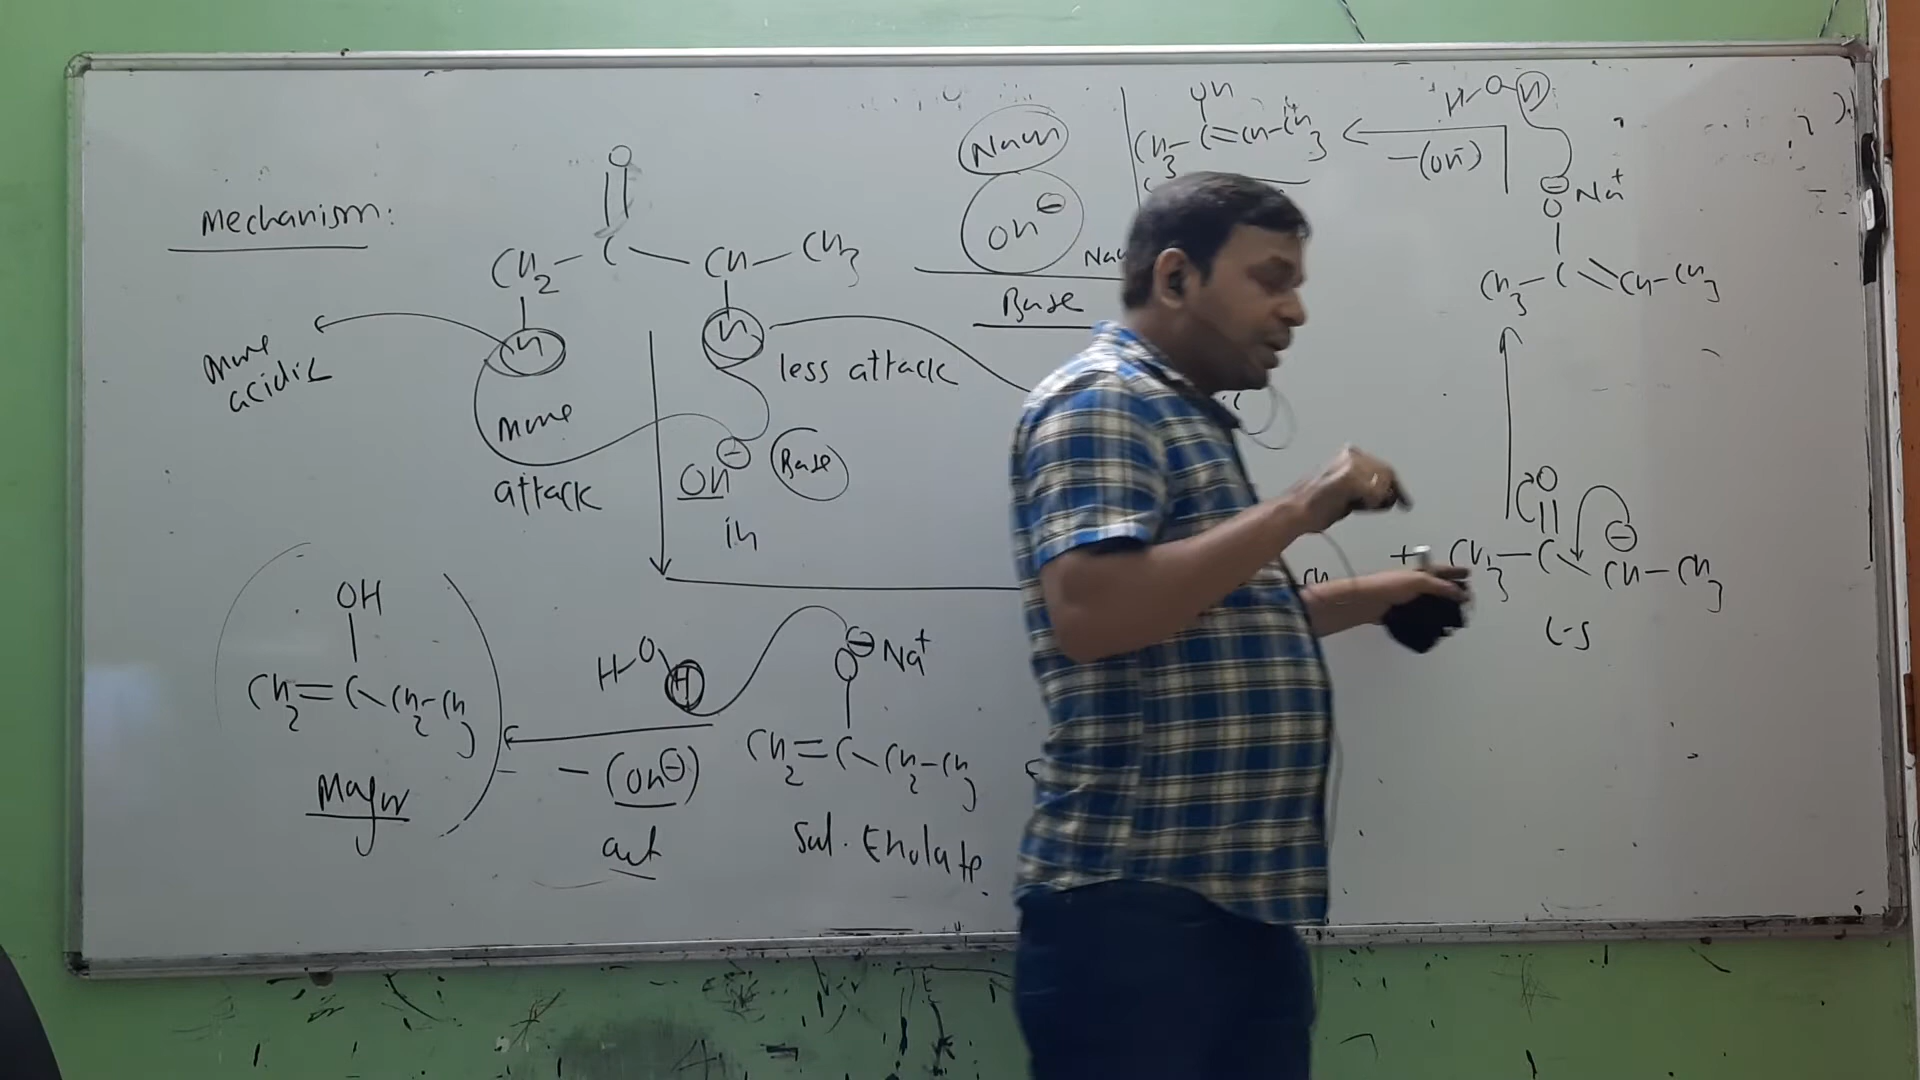 Mechanism:
O
||
CH2 – C – CH – CH3
H
H
more
acidic
more
attack
less attack
OH⊖
Base
in
NaOH
OH⊖
Base
OH
CH3–C=CH–CH3
–(OH⁻)
H–O–H
⊖ Na+
O
|
CH3–C=CH–CH3
O
||
+ CH3–C–CH–CH3
⊖
OH
|
CH2=C–CH2–CH3
Major
H–O
H
–(OH⊖)
O⊖ Na+
|
CH2=C–CH2–CH3
Enolate